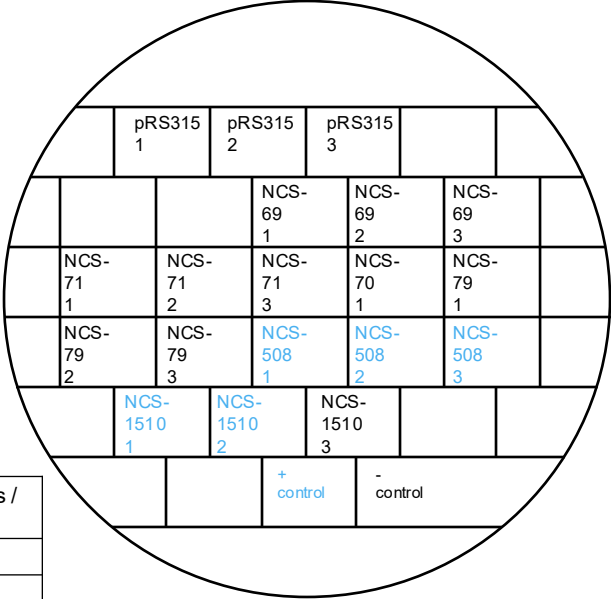 pRS315 pRS315 pRS315
1 2 3
NCS- NCS- NCS-
69 69 69
1 2 3
NCS- NCS- NCS- NCS- NCS-
71 71 71 70 79
1 2 3 1 1
NCS- NCS- NCS- NCS- NCS-
79 79 508 508 508
2 3 1 2 3
NCS- NCS- NCS-
1510 1510 1510
1 2 3
+ -
control control
s /